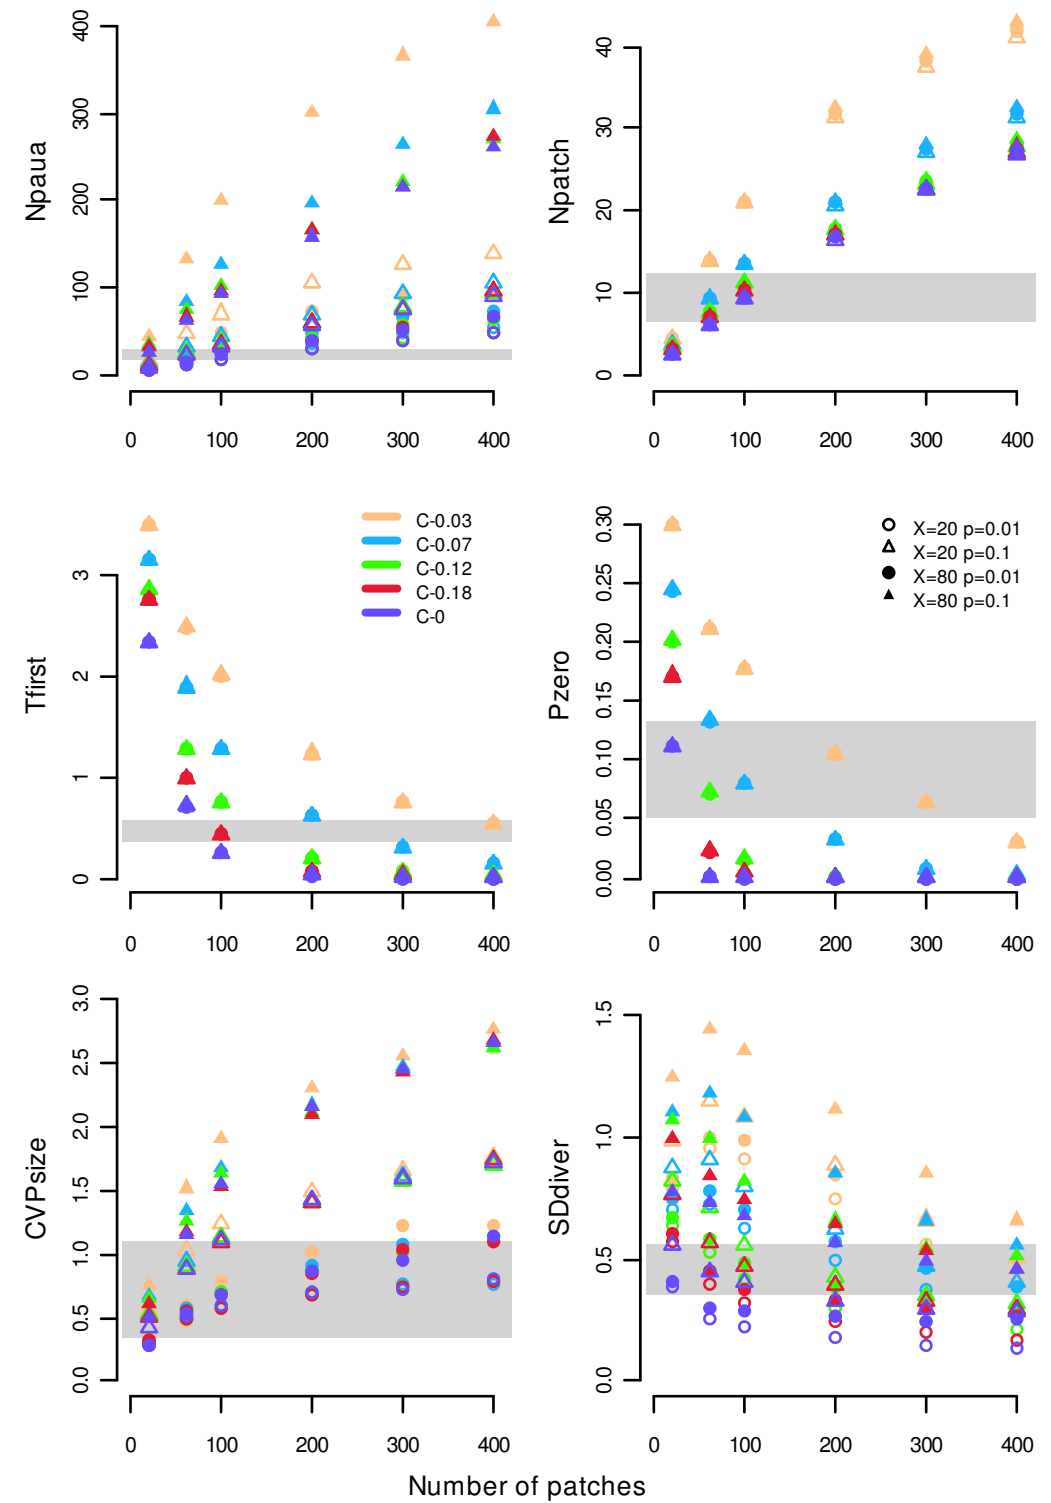 Npaua
400
300
200
100
0
0 100 200 300 400
Npatch
40
30
20
10
0
0 100 200 300 400
Tfirst
3
2
1
0
0 100 200 300 400
C-0.03
C-0.07
C-0.12
C-0.18
C-0
Pzero
0.30
0.25
0.20
0.15
0.10
0.05
0.00
0 100 200 300 400
X=20 p=0.01
X=20 p=0.1
X=80 p=0.01
X=80 p=0.1
CVPsize
3.0
2.5
2.0
1.5
1.0
0.5
0.0
0 100 200 300 400
SDdiver
1.5
1.0
0.5
0.0
0 100 200 300 400
Number of patches